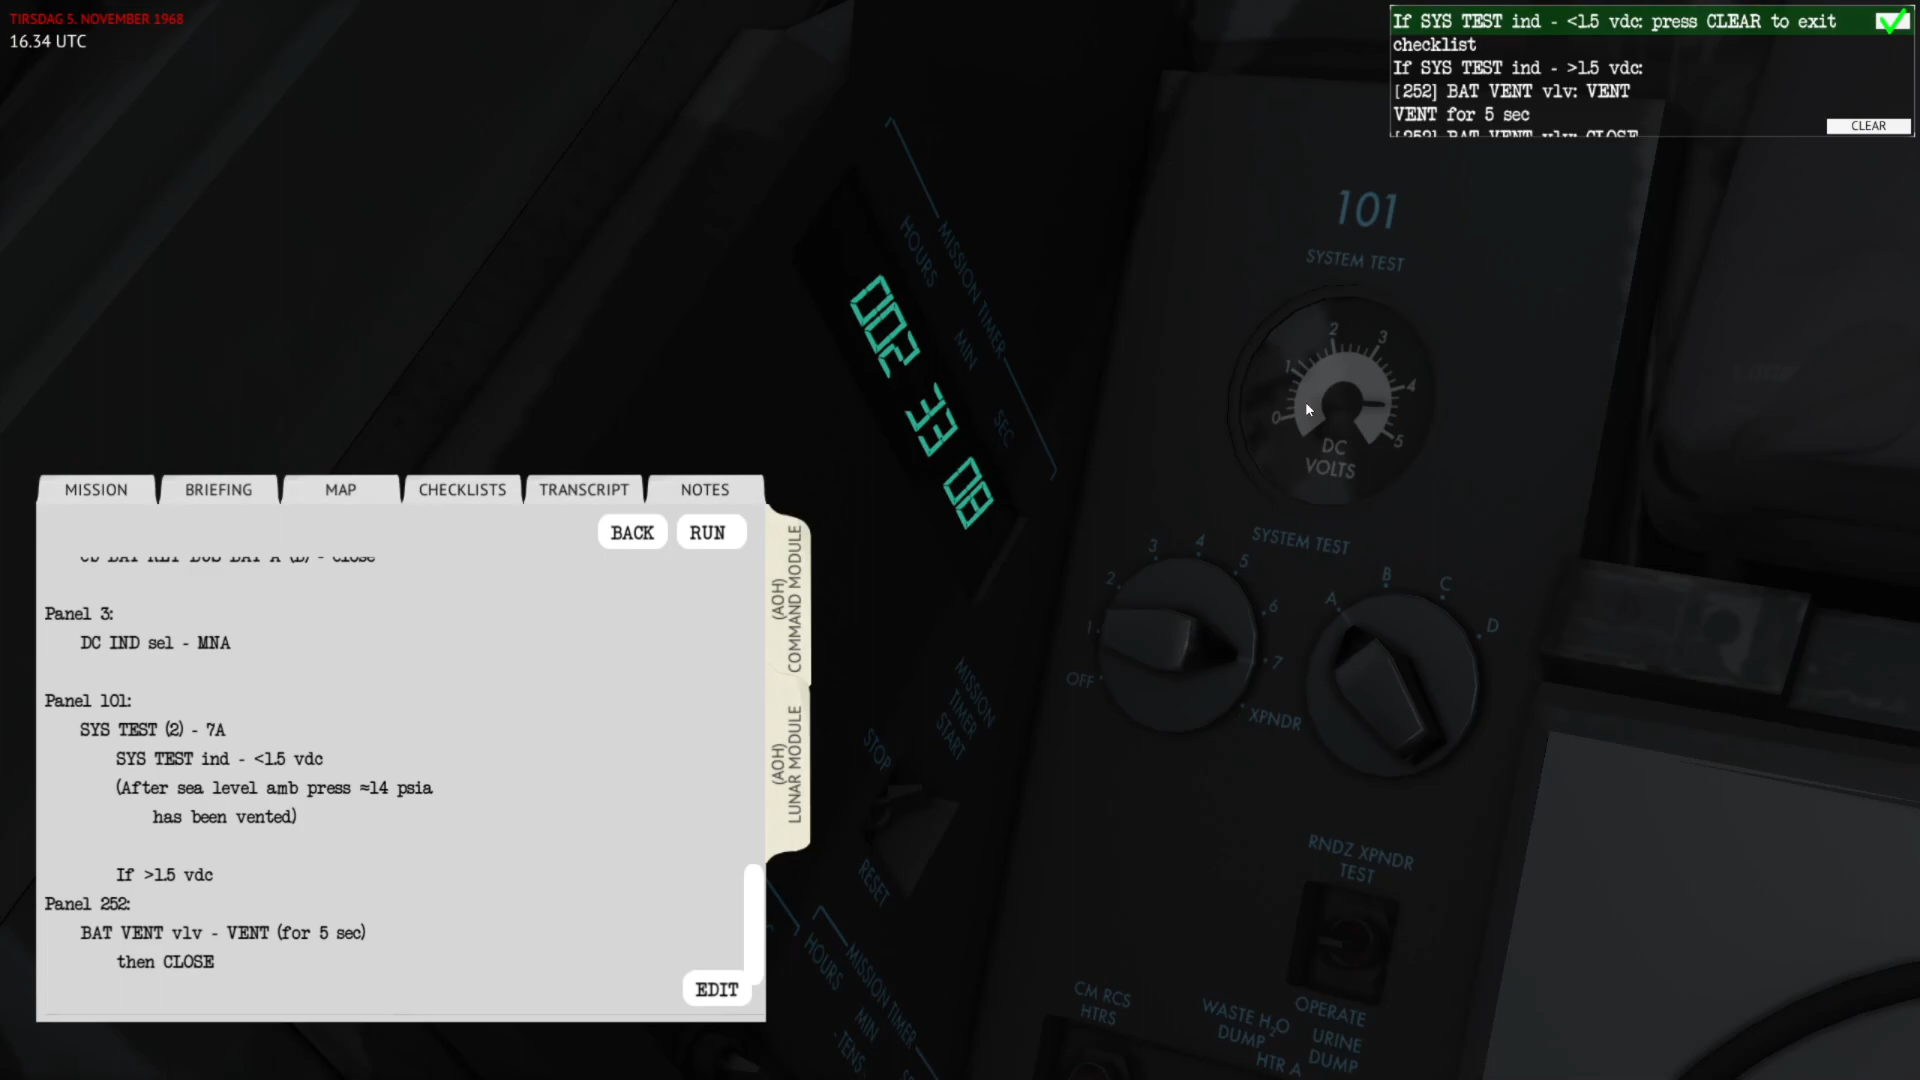 TIRSDAG 5. NOVEMBER 1968
16.34 UTC
If SYS TEST ind - <1.5 vdc: press CLEAR to exit
checklist
If SYS TEST ind - >1.5 vdc:
[252] BAT VENT vlv: VENT
VENT for 5 sec
[252] BAT VENT vlv: CLOSE
CLEAR
101
SYSTEM TEST
0 1 2 3 4 5
DC
VOLTS
HOURS
MISSION TIMER
MIN
SEC
002 33 08
SYSTEM TEST
OFF 1 2 3 4 5 6 7 XPNDR
A B C D
MISSION
TIMER
START
STOP
RESET
RNDZ XPNDR
TEST
OPERATE
CM RCS
HTRS
WASTE H2O
DUMP
URINE
DUMP
HTR A
HOURS
MISSION TIMER
MIN
TENS
MISSION
BRIEFING
MAP
CHECKLISTS
TRANSCRIPT
NOTES
BACK
RUN
Panel 3:
DC IND sel - MNA
Panel 101:
SYS TEST (2) - 7A
SYS TEST ind - <1.5 vdc
(After sea level amb press ≈14 psia
has been vented)
If >1.5 vdc
Panel 252:
BAT VENT vlv - VENT (for 5 sec)
then CLOSE
EDIT
(AOH)
COMMAND MODULE
(AOH)
LUNAR MODULE